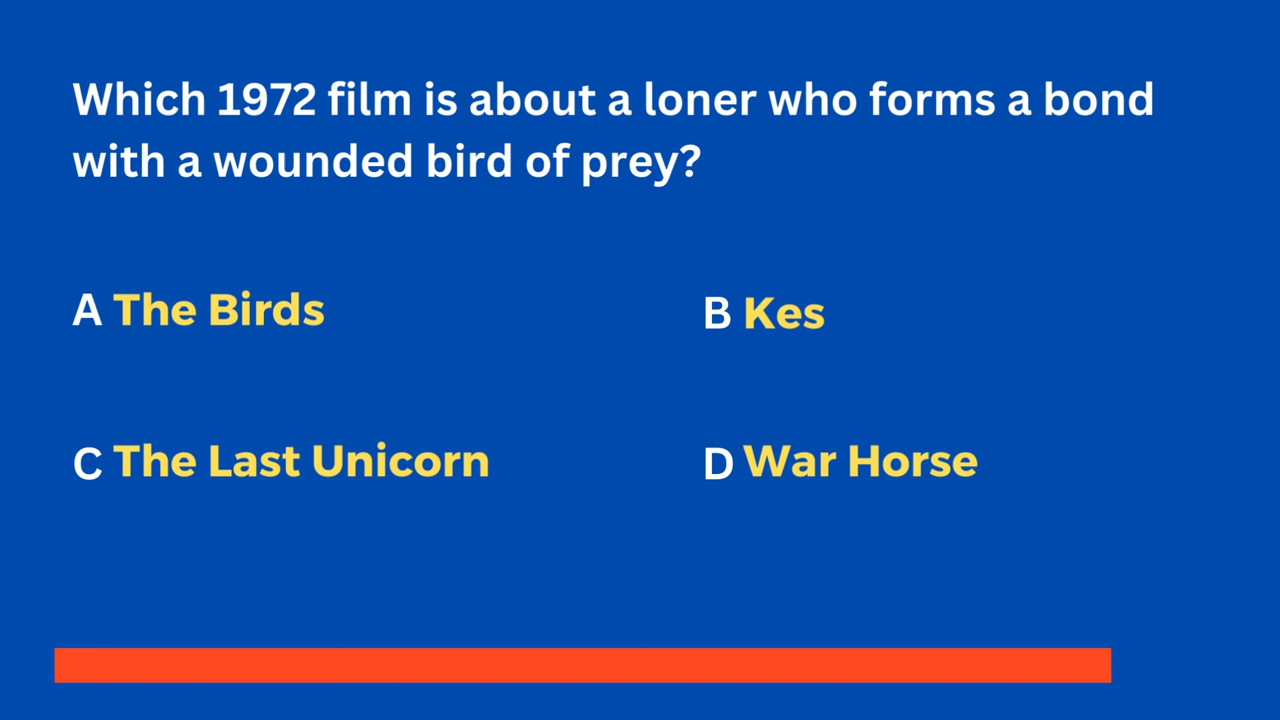 Which 1972 film is about a loner who forms a bond
with a wounded bird of prey?
A The Birds
B Kes
C The Last Unicorn
D War Horse